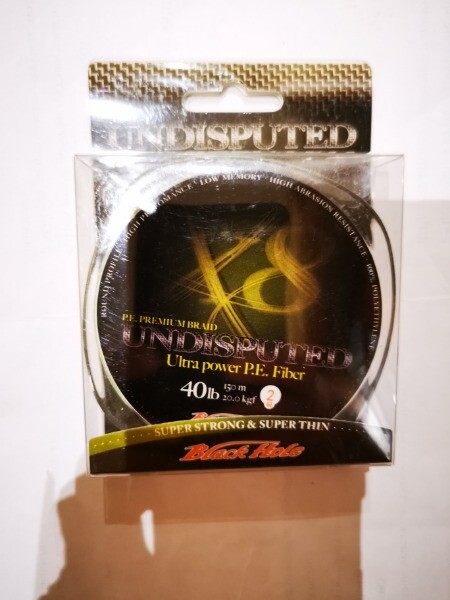 UNDISPUTED
ROUND PROFILE · HIGH PERFORMANCE · LOW MEMORY · HIGH ABRASION RESISTANCE · 100% POLYETHYLENE
X8
P.E. PREMIUM BRAID
UNDISPUTED
Ultra power P.E. Fiber
40lb
150 m
20.0 kgf
2
SUPER STRONG & SUPER THIN
Black Hole